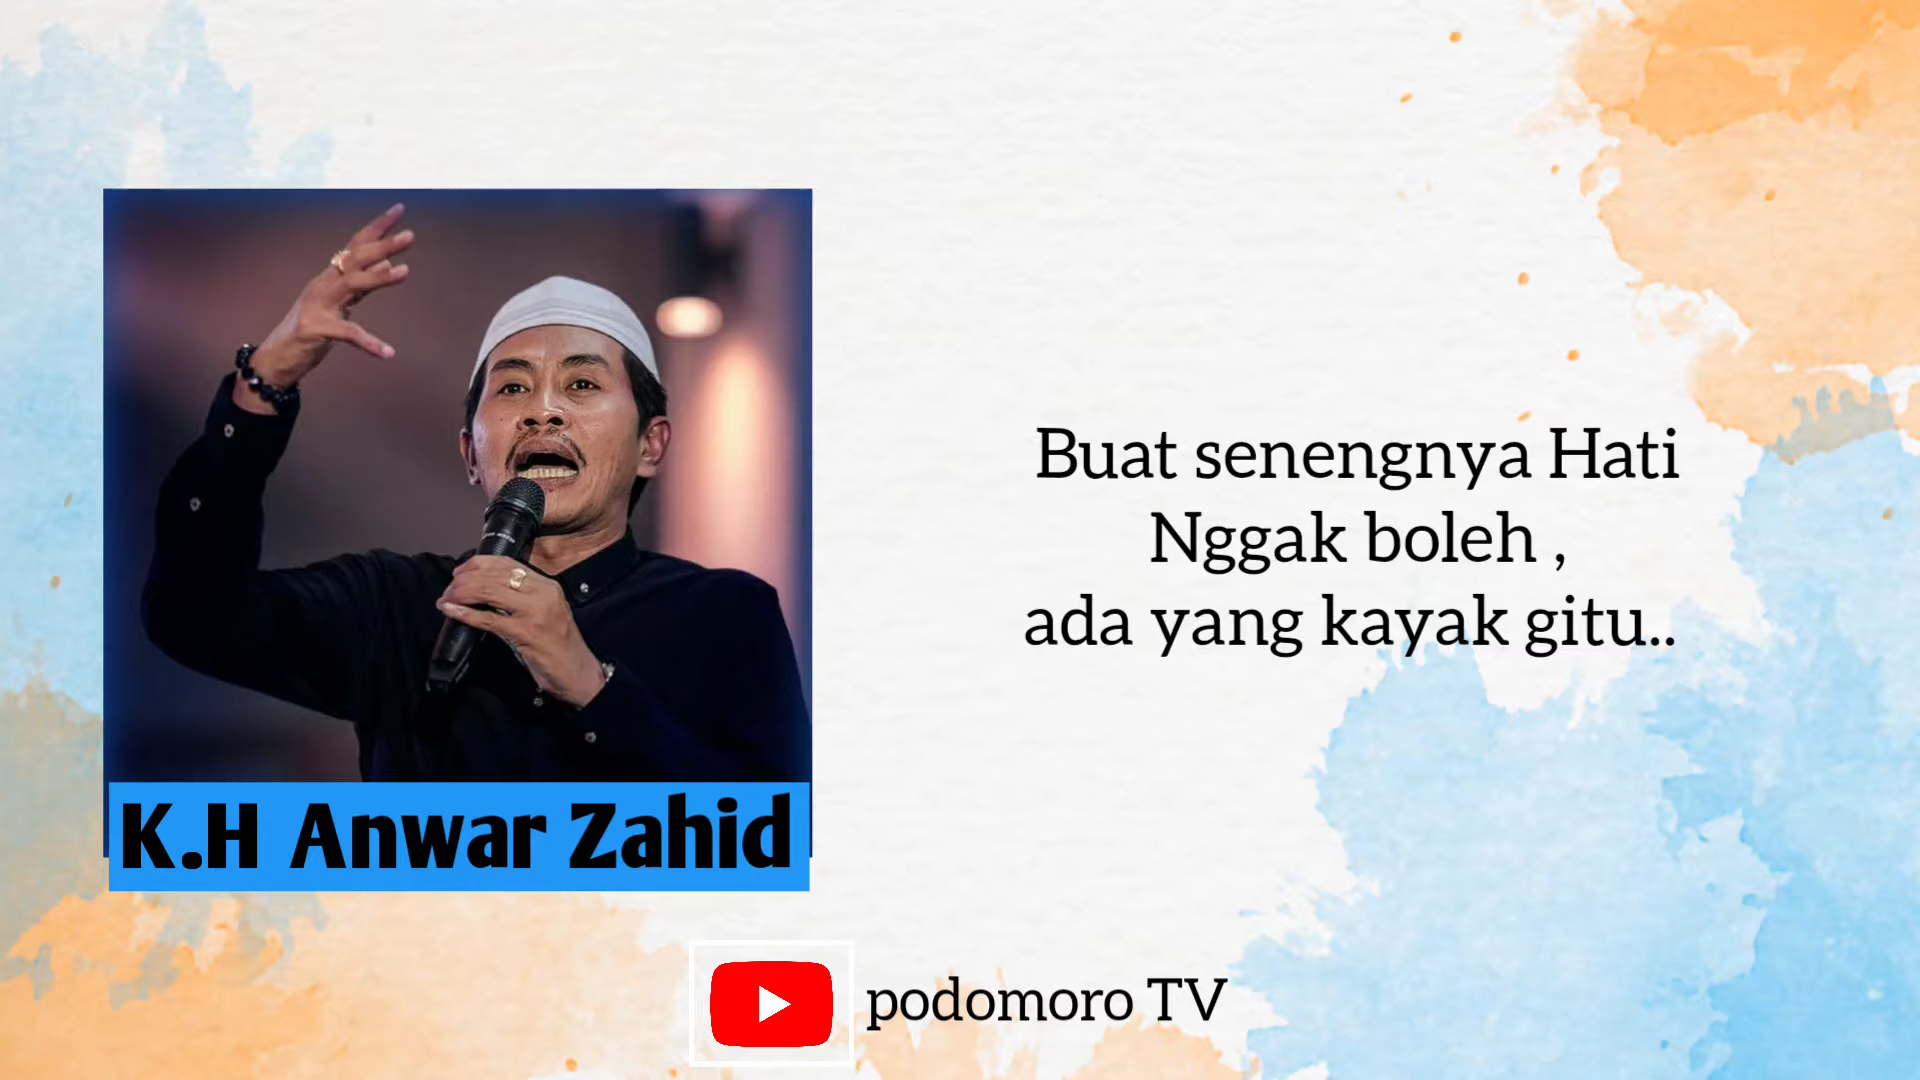 Buat senengnya Hati
Nggak boleh ,
ada yang kayak gitu..
K.H Anwar Zahid
podomoro TV